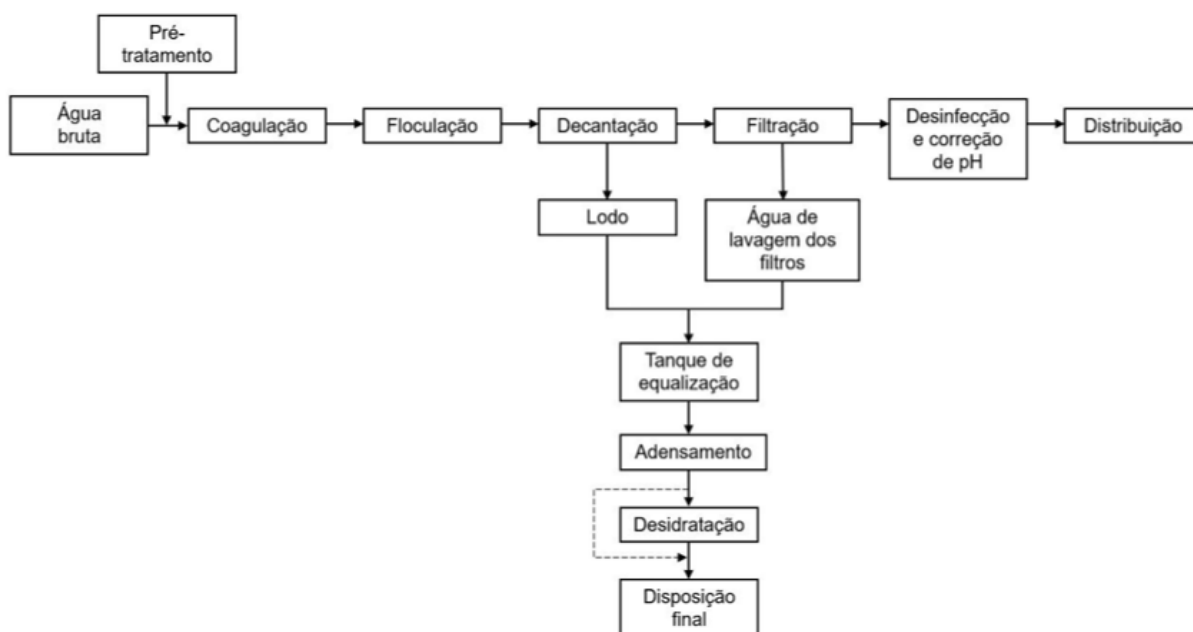 Pré-
tratamento
Água
bruta
Coagulação
Floculação
Decantação
Filtração
Desinfecção
e correção
de pH
Distribuição
Lodo
Água de
lavagem dos
filtros
Tanque de
equalização
Adensamento
Desidratação
Disposição
final